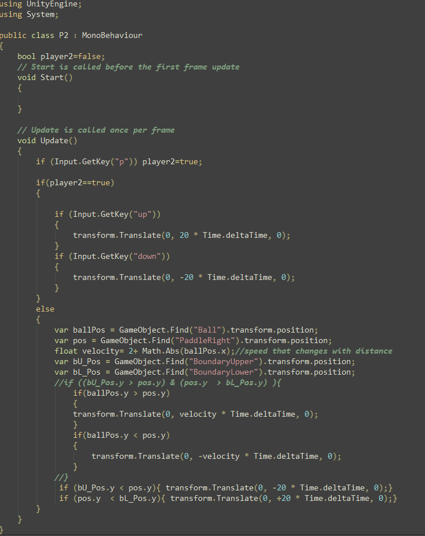 using UnityEngine;
using System;
public class P2 : MonoBehaviour
{
bool player2=false;
// Start is called before the first frame update
void Start()
{
}
// Update is called once per frame
void Update()
{
if (Input.GetKey("p")) player2=true;
if(player2==true)
{
if (Input.GetKey("up"))
{
transform.Translate(0, 20 * Time.deltaTime, 0);
}
if (Input.GetKey("down"))
{
transform.Translate(0, -20 * Time.deltaTime, 0);
}
}
else
{
var ballPos = GameObject.Find("Ball").transform.position;
var pos = GameObject.Find("PaddleRight").transform.position;
float velocity= 2+ Math.Abs(ballPos.x);//speed that changes with distance
var bU_Pos = GameObject.Find("BoundaryUpper").transform.position;
var bL_Pos = GameObject.Find("BoundaryLower").transform.position;
//if ((bU_Pos.y > pos.y) & (pos.y  > bL_Pos.y) ){
if(ballPos.y > pos.y)
{
transform.Translate(0, velocity * Time.deltaTime, 0);
}
if(ballPos.y < pos.y)
{
transform.Translate(0, -velocity * Time.deltaTime, 0);
}
//}
if (bU_Pos.y < pos.y){ transform.Translate(0, -20 * Time.deltaTime, 0);}
if (pos.y  < bL_Pos.y){ transform.Translate(0, +20 * Time.deltaTime, 0);}
}
}
}